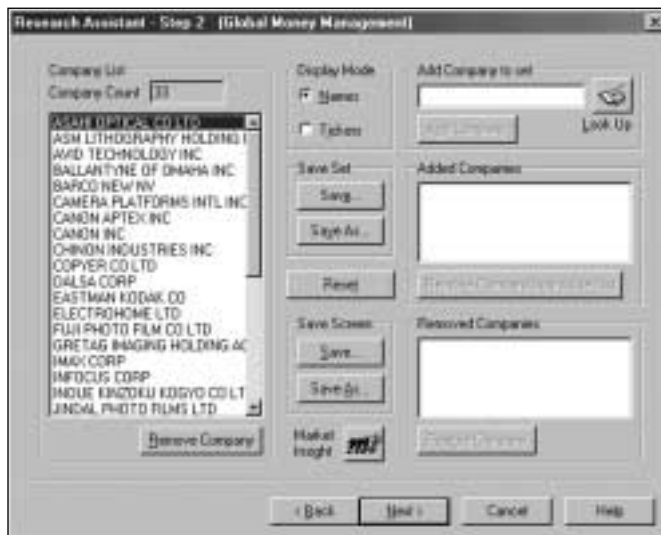 Research Assistant - Step 2 (Global Money Management)
Company List
Company Count 33
ASAHI OPTICAL CO LTD
ASM LITHOGRAPHY HOLDING
AVID TECHNOLOGY INC
BALLANTYNE OF OMAHA INC
BARCO NEW NV
CAMERA PLATFORMS INTL INC
CANON APTEX INC
CANON INC
CHINON INDUSTRIES INC
COPYER CO LTD
DALSA CORP
EASTMAN KODAK CO
ELECTROHOME LTD
FUJI PHOTO FILM CO LTD
GRETAG IMAGING HOLDING AG
IMAX CORP
INFOCUS CORP
INOUE KINZOKU KOGYO CO LT
JINDAL PHOTO FILMS LTD
Remove Company
Display Mode
Names
Tickers
Save Set
Save...
Save As...
Reset
Save Screen
Save...
Save As...
Market Insight mi
Add Company to set
Add Company
Look Up
Added Companies
Removed Companies
< Back
Next >
Cancel
Help